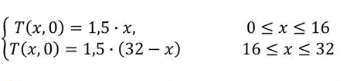 T(x, 0) = 1,5 · x, 0 ≤ x ≤ 16
T(x, 0) = 1,5 · (32 − x) 16 ≤ x ≤ 32